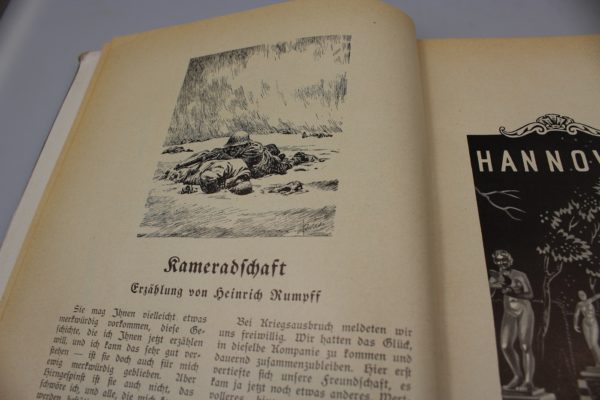 Kameradschaft
Erzählung von Heinrich Rumpff
Sie mag Ihnen vielleicht etwas
merkwürdig vorkommen, diese Ge-
schichte, die ich Ihnen jetzt erzählen
will, und ich kann das sehr gut ver-
stehen — ist sie doch auch für mich
ewig merkwürdig geblieben. Aber
Hirngespinst ist sie auch nicht, das
schwöre ich, und alle, die mich
Bei Kriegsausbruch meldeten wir
uns freiwillig. Wir hatten das Glück,
in dieselbe Kompanie zu kommen und
dauernd zusammenzubleiben. Hier erst
vertiefte sich unsere Freundschaft, es
kam ja jetzt noch etwas anderes, Wert-
volleres,
HANNOV